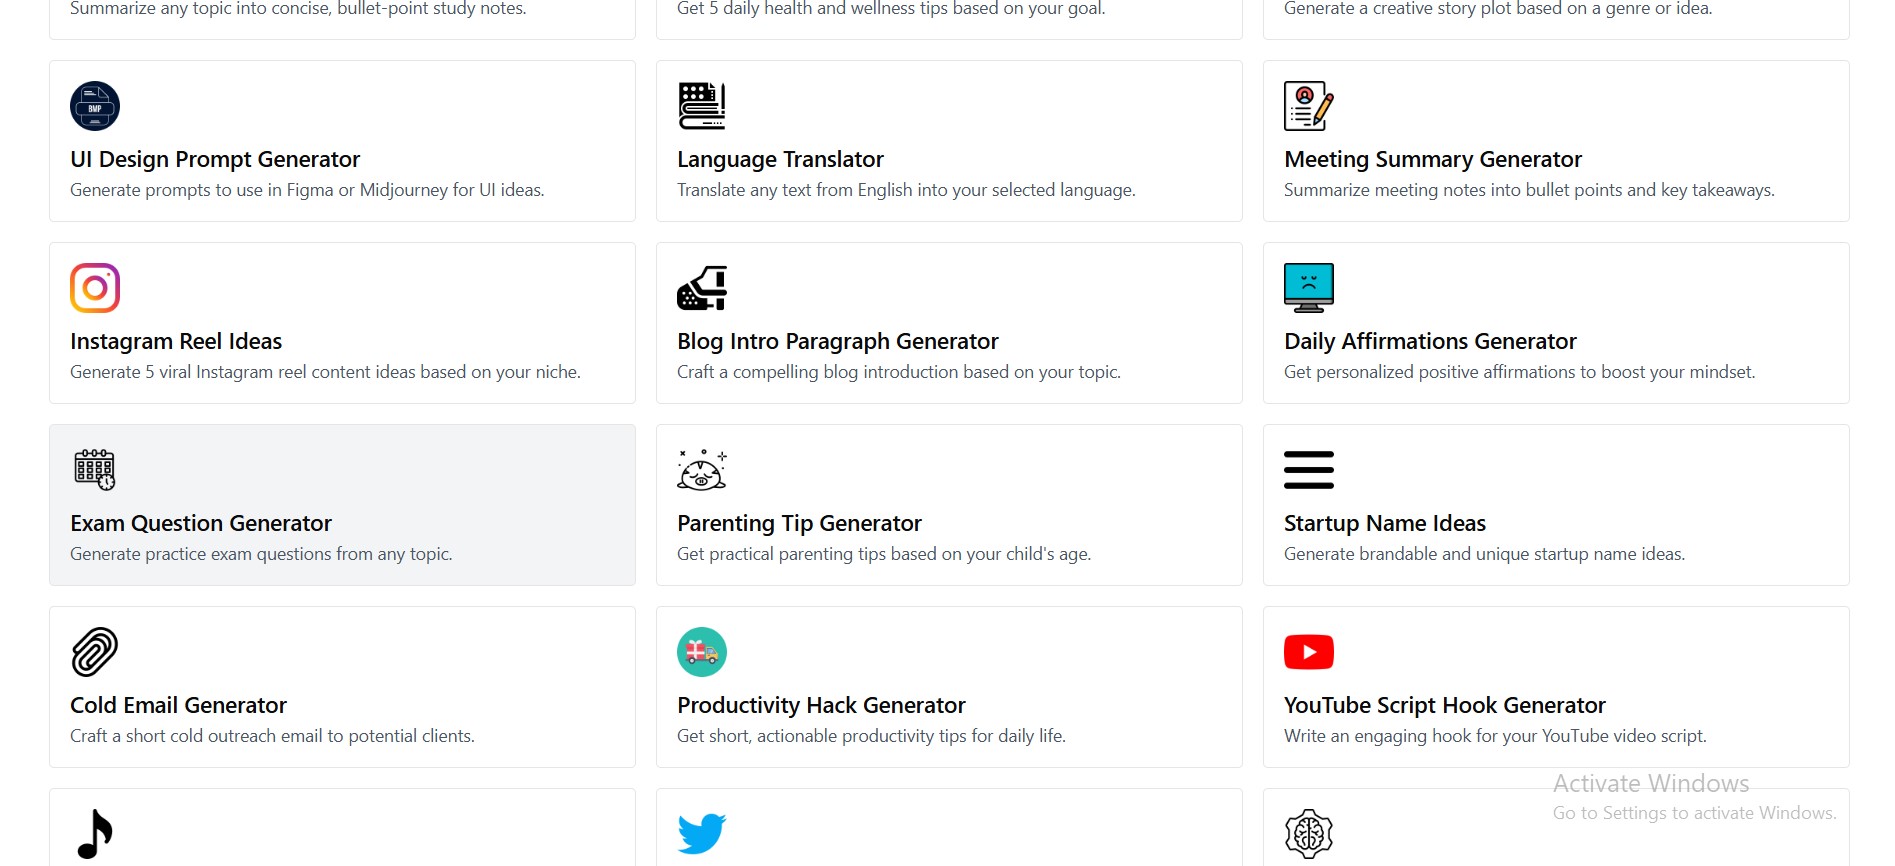 Summarize any topic into concise, bullet-point study notes.
Get 5 daily health and wellness tips based on your goal.
Generate a creative story plot based on a genre or idea.
BMP
UI Design Prompt Generator
Generate prompts to use in Figma or Midjourney for UI ideas.
Language Translator
Translate any text from English into your selected language.
Meeting Summary Generator
Summarize meeting notes into bullet points and key takeaways.
Instagram Reel Ideas
Generate 5 viral Instagram reel content ideas based on your niche.
Blog Intro Paragraph Generator
Craft a compelling blog introduction based on your topic.
Daily Affirmations Generator
Get personalized positive affirmations to boost your mindset.
Exam Question Generator
Generate practice exam questions from any topic.
Parenting Tip Generator
Get practical parenting tips based on your child's age.
Startup Name Ideas
Generate brandable and unique startup name ideas.
Cold Email Generator
Craft a short cold outreach email to potential clients.
Productivity Hack Generator
Get short, actionable productivity tips for daily life.
YouTube Script Hook Generator
Write an engaging hook for your YouTube video script.
Activate Windows
Go to Settings to activate Windows.